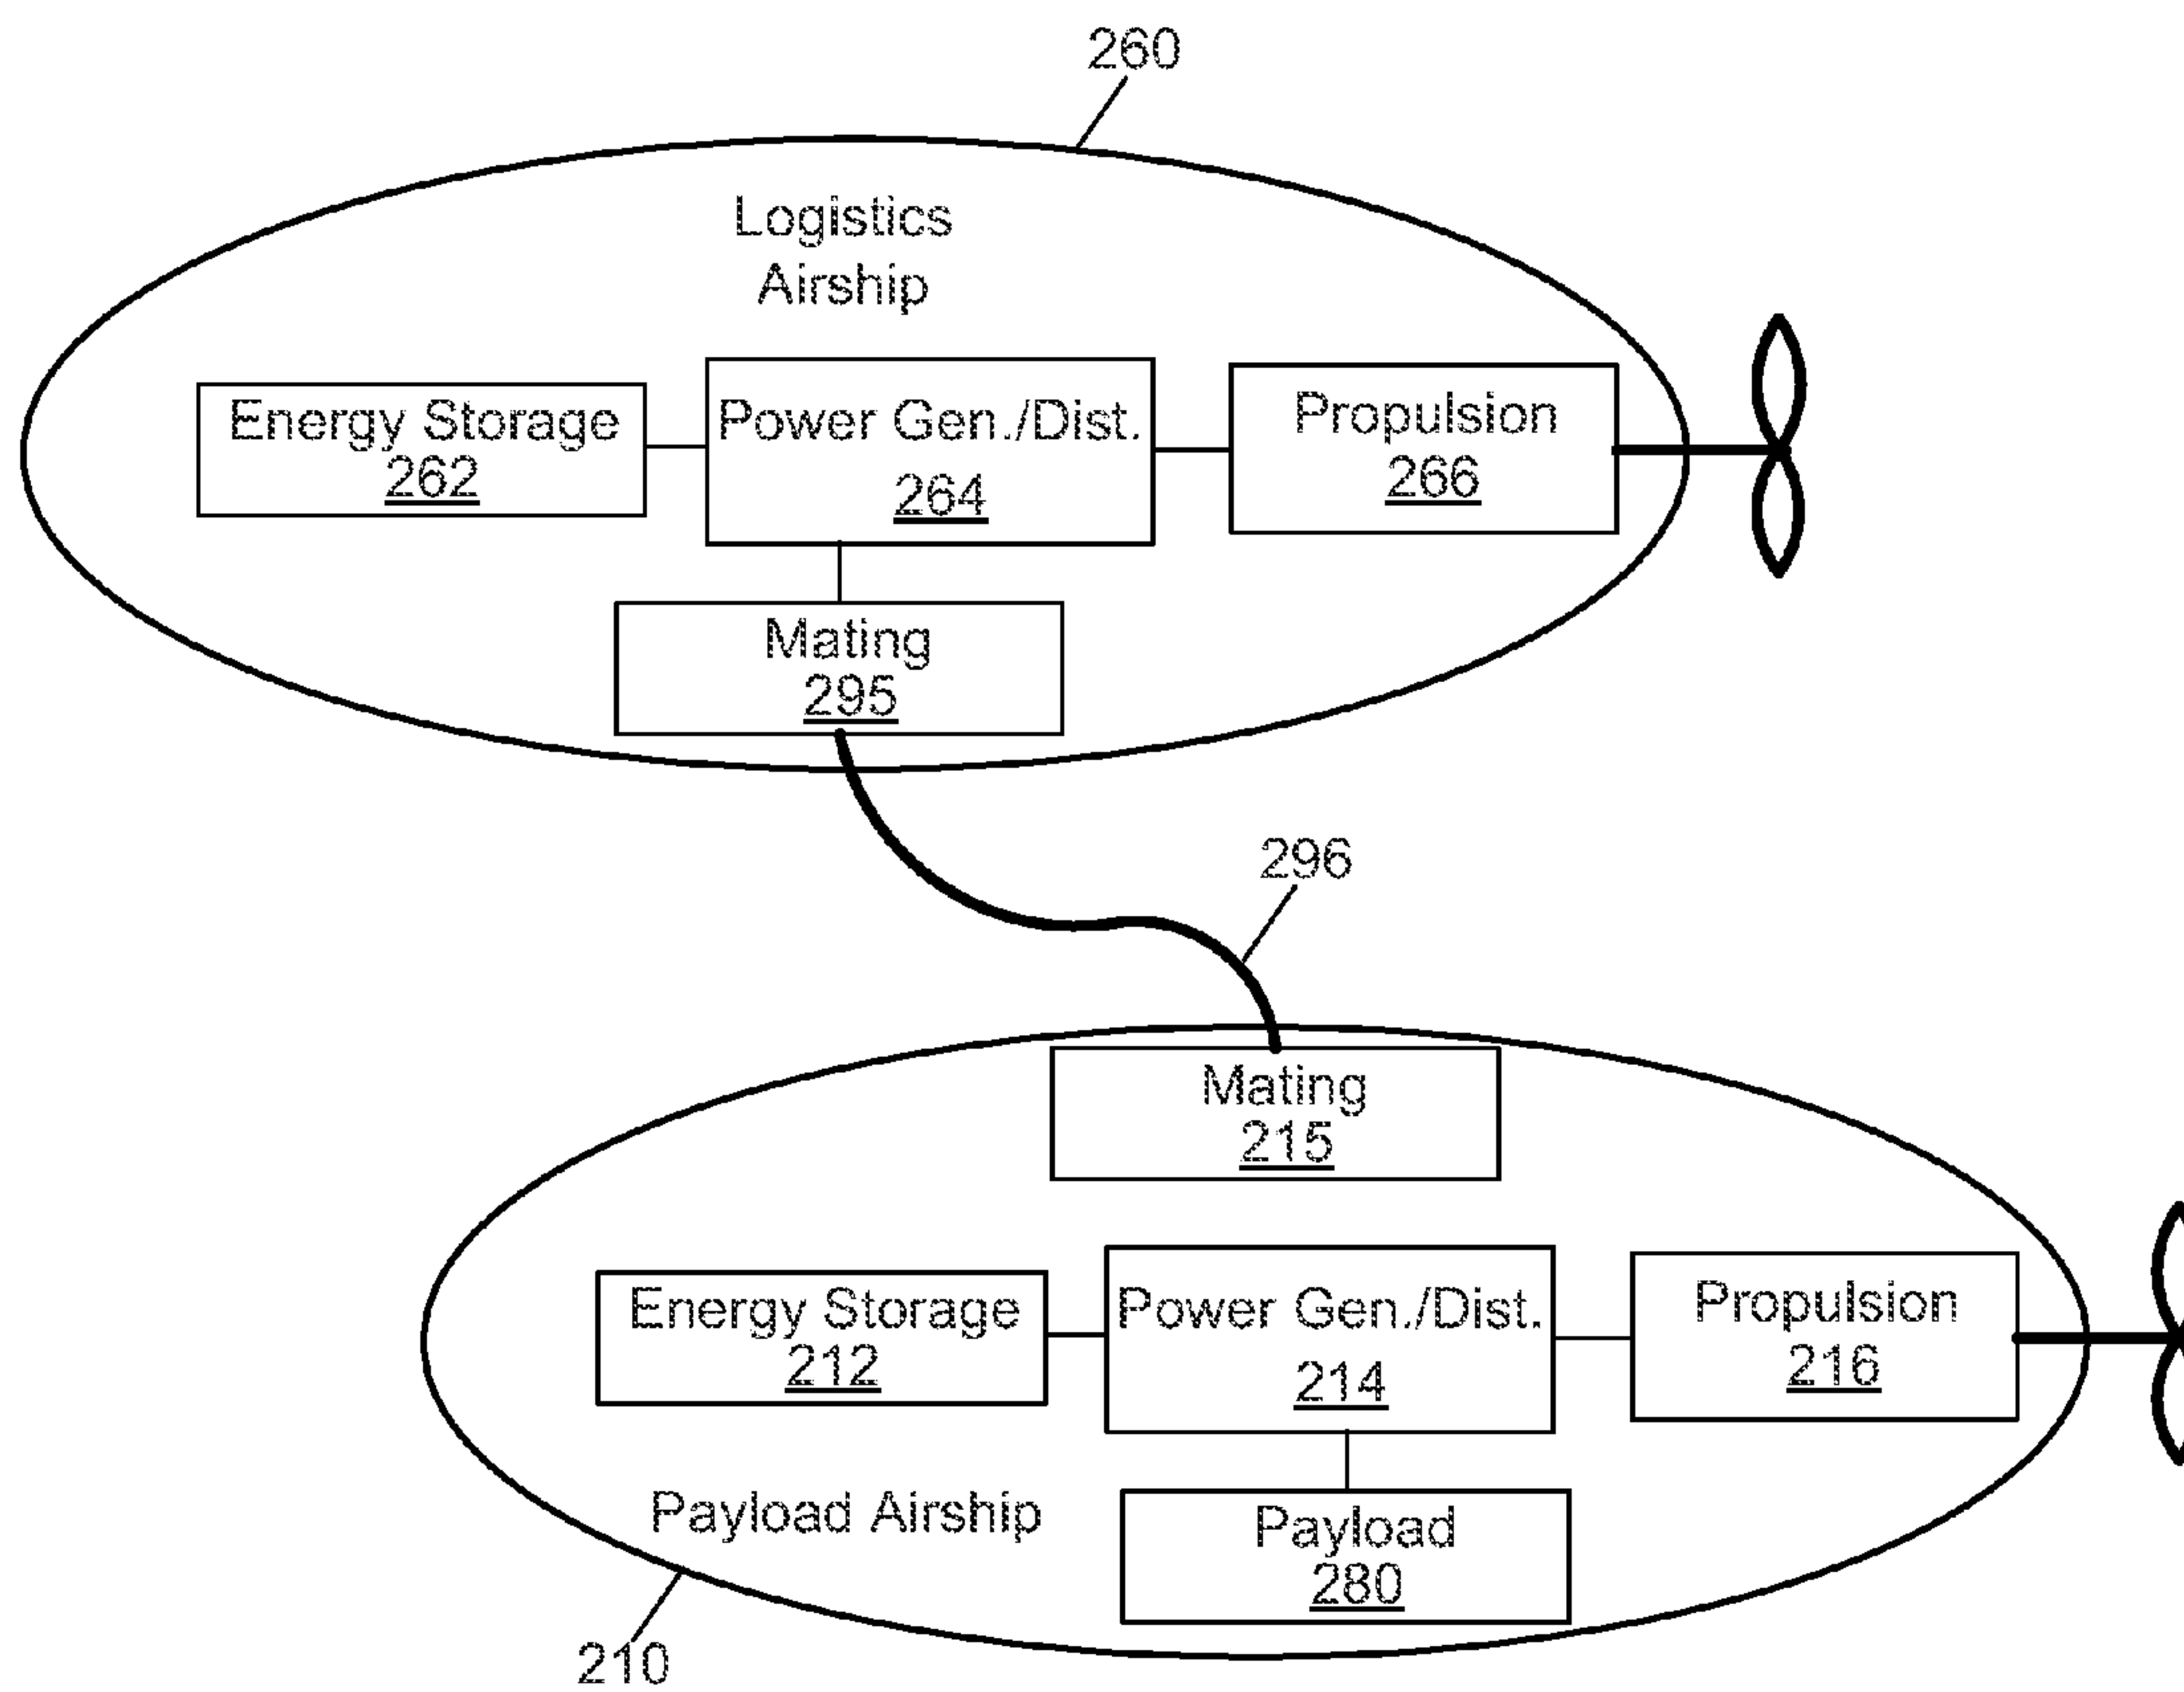 260
Logistics
Airship
Energy Storage
262
Power Gen./Dist.
264
Propulsion
266
Mating
295
296
Mating
215
Energy Storage
212
Power Gen./Dist.
214
Propulsion
216
Payload Airship
Payload
280
210